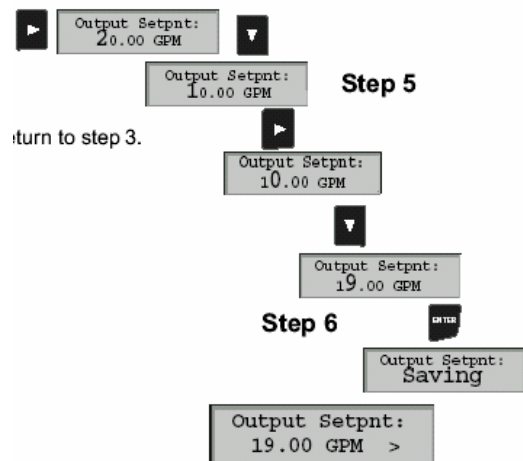 Output Setpnt:
20.00 GPM
Output Setpnt:
10.00 GPM
Step 5
return to step 3.
Output Setpnt:
10.00 GPM
Output Setpnt:
19.00 GPM
Step 6
ENTER
Output Setpnt:
Saving
Output Setpnt:
19.00 GPM >